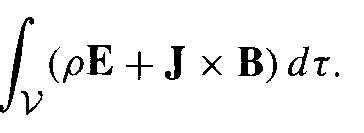 ∫_𝒱 (ρ𝐄 + 𝐉 × 𝐁) dτ.